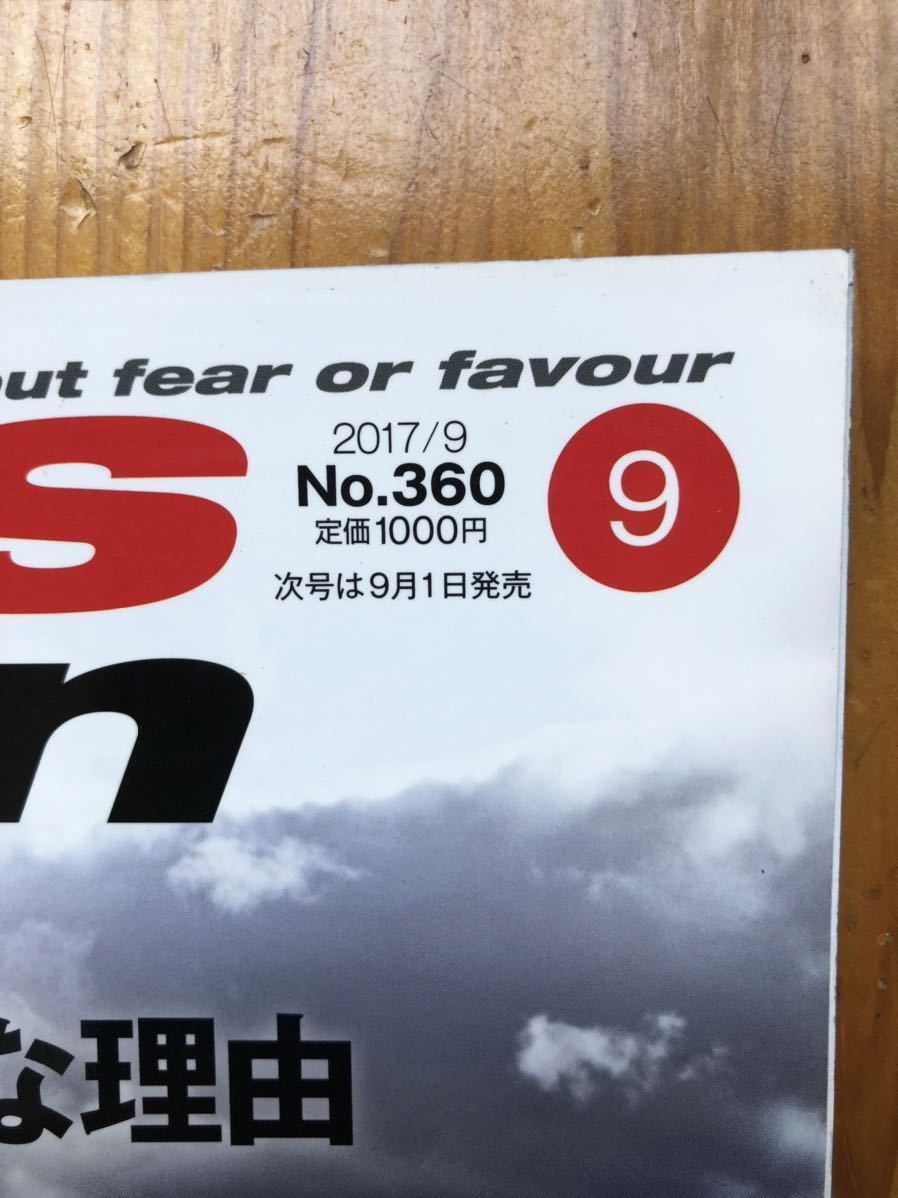 out fear or favour
s
2017/9
No.360
定価1000円
次号は9月1日発売
9
n
な理由